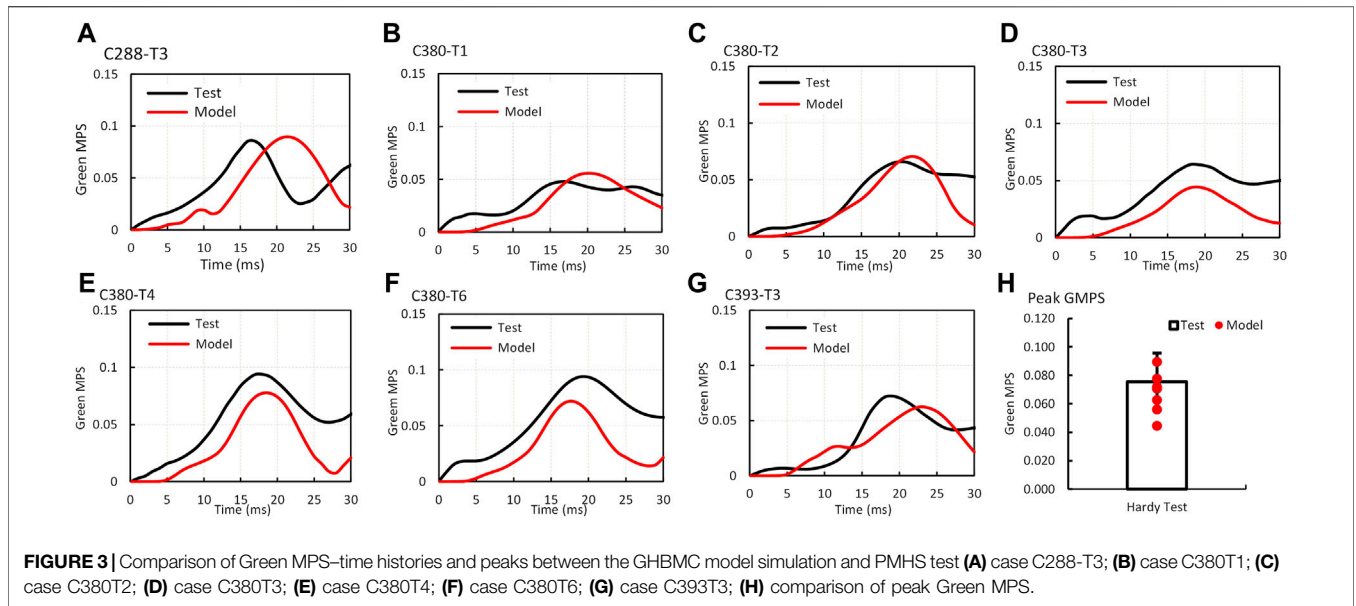 A
C288-T3
0.15
Test
Model
0.1
Green MPS
0.05
0
0 5 10 15 20 25 30
Time (ms)
B
C380-T1
0.15
Test
Model
0.1
Green MPS
0.05
0
0 5 10 15 20 25 30
Time (ms)
C
C380-T2
0.15
Test
Model
0.1
Green MPS
0.05
0
0 5 10 15 20 25 30
Time (ms)
D
C380-T3
0.15
Test
Model
0.1
Green MPS
0.05
0
0 5 10 15 20 25 30
Time (ms)
E
C380-T4
0.15
Test
Model
0.1
Green MPS
0.05
0
0 5 10 15 20 25 30
Time (ms)
F
C380-T6
0.15
Test
Model
0.1
Green MPS
0.05
0
0 5 10 15 20 25 30
Time (ms)
G
C393-T3
0.15
Test
Model
0.1
Green MPS
0.05
0
0 5 10 15 20 25 30
Time (ms)
H
Peak GMPS
0.120
Test Model
0.100
0.080
0.060
0.040
0.020
0.000
Green MPS
Hardy Test
FIGURE 3 | Comparison of Green MPS–time histories and peaks between the GHBMC model simulation and PMHS test (A) case C288-T3; (B) case C380T1; (C)
case C380T2; (D) case C380T3; (E) case C380T4; (F) case C380T6; (G) case C393T3; (H) comparison of peak Green MPS.